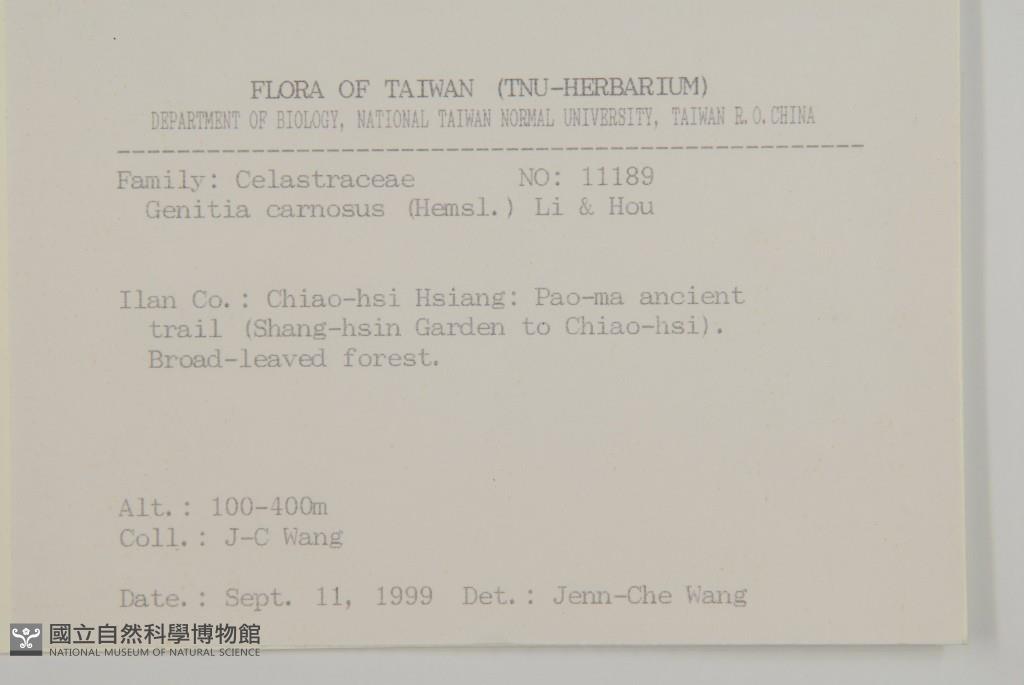 FLORA OF TAIWAN (TNU-HERBARIUM)
DEPARTMENT OF BIOLOGY, NATIONAL TAIWAN NORMAL UNIVERSITY, TAIWAN R.O.CHINA
--------------------------------------------------
Family: Celastraceae NO: 11189
Genitia carnosus (Hemsl.) Li & Hou
Ilan Co.: Chiao-hsi Hsiang: Pao-ma ancient
trail (Shang-hsin Garden to Chiao-hsi).
Broad-leaved forest.
Alt.: 100-400m
Coll.: J-C Wang
Date.: Sept. 11, 1999 Det.: Jenn-Che Wang
國立自然科學博物館
NATIONAL MUSEUM OF NATURAL SCIENCE